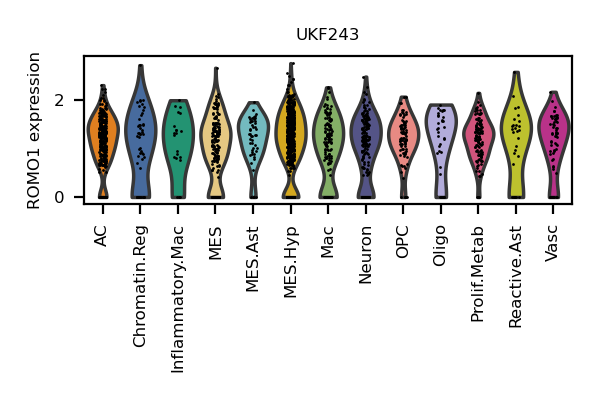 UKF243
ROMO1 expression
2
0
AC
Chromatin.Reg
Inflammatory.Mac
MES
MES.Ast
MES.Hyp
Mac
Neuron
OPC
Oligo
Prolif.Metab
Reactive.Ast
Vasc